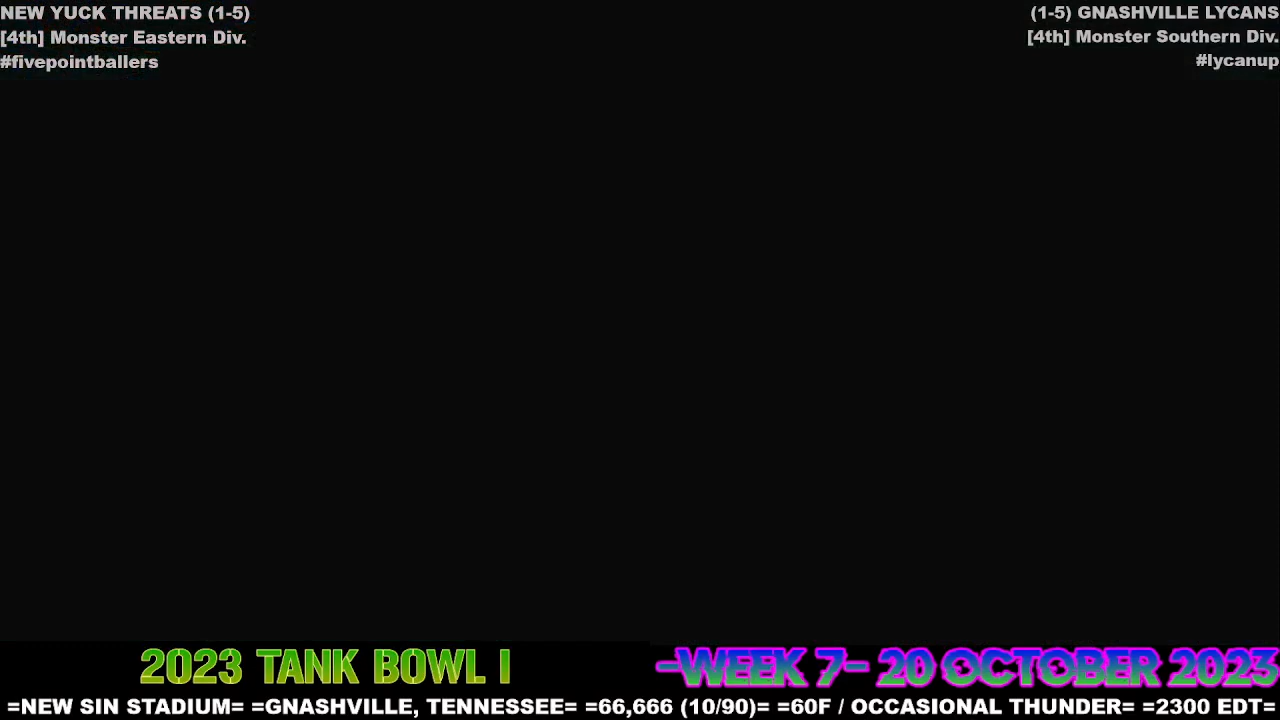 NEW YUCK THREATS (1-5)
[4th] Monster Eastern Div.
#fivepointballers
(1-5) GNASHVILLE LYCANS
[4th] Monster Southern Div.
#lycanup
2023 TANK BOWL I
-WEEK 7- 20 OCTOBER 2023
=NEW SIN STADIUM= =GNASHVILLE, TENNESSEE= =66,666 (10/90)= =60F / OCCASIONAL THUNDER= =2300 EDT=